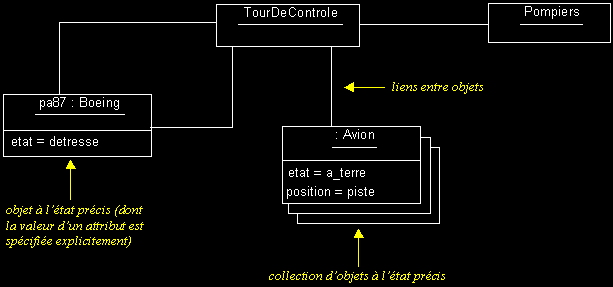 TourDeControle
Pompiers
pa87 : Boeing
etat = detresse
liens entre objets
: Avion
etat = a_terre
position = piste
objet à l'état précis (dont
la valeur d'un attribut est
spécifiée explicitement)
collection d'objets à l'état précis